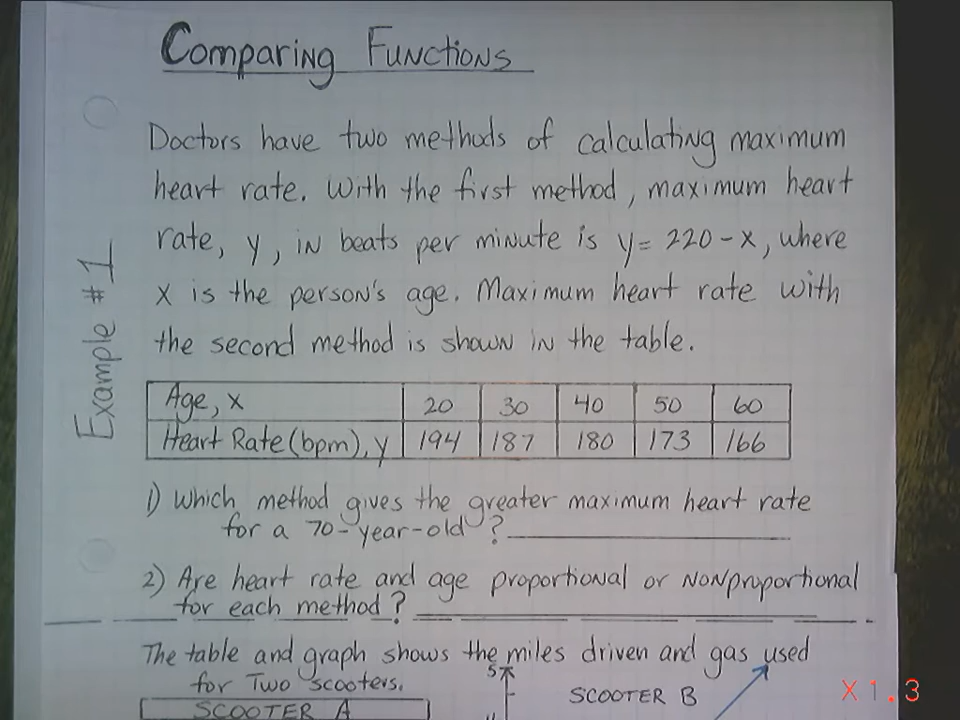 Comparing Functions
Doctors have two methods of calculating maximum
heart rate. With the first method, maximum heart
rate, y, in beats per minute is y = 220 - x, where
x is the person's age. Maximum heart rate with
the second method is shown in the table.
Example #1
Age, x 20 30 40 50 60
Heart Rate (bpm), y 194 187 180 173 166
1) Which method gives the greater maximum heart rate
for a 70-year-old?
2) Are heart rate and age proportional or nonproportional
for each method?
The table and graph shows the miles driven and gas used
for Two scooters.
5
SCOOTER B
SCOOTER A
X1.3